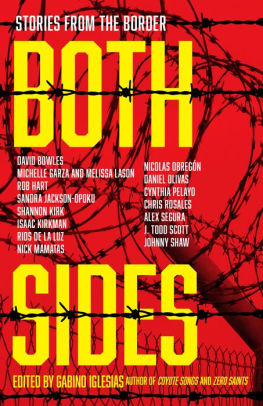 STORIES FROM THE BORDER
BOTH
DAVID BOWLES
MICHELLE GARZA AND MELISSA LASON
ROB HART
SANDRA JACKSON-OPOKU
SHANNON KIRK
ISAAC KIRKMAN
RIOS DE LA LUZ
NICK MAMATAS
NICOLAS OBREGÓN
DANIEL OLIVAS
CYNTHIA PELAYO
CHRIS ROSALES
ALEX SEGURA
J. TODD SCOTT
JOHNNY SHAW
SIDES
EDITED BY GABINO IGLESIAS AUTHOR OF COYOTE SONGS AND ZERO SAINTS